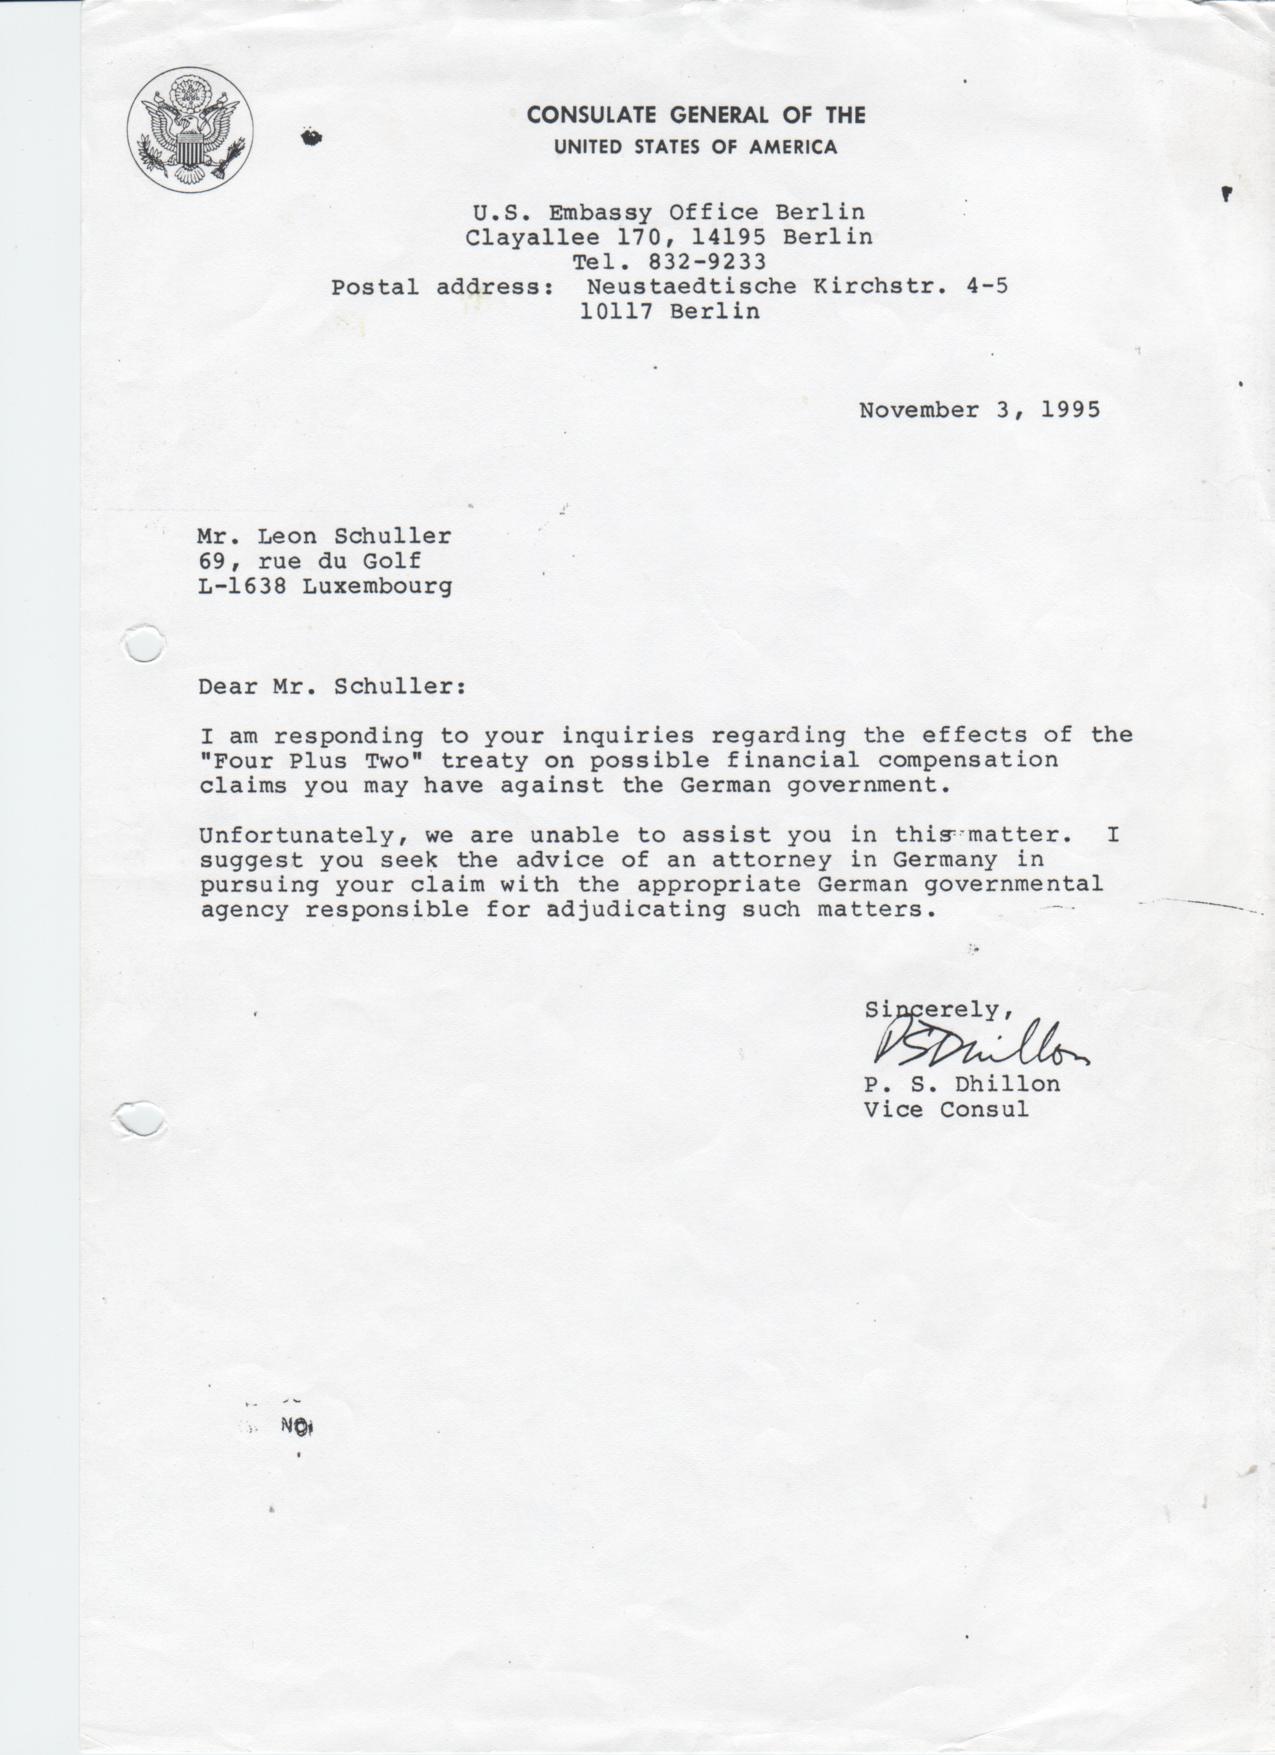 CONSULATE GENERAL OF THE
UNITED STATES OF AMERICA
U.S. Embassy Office Berlin
Clayallee 170, 14195 Berlin
Tel. 832-9233
Postal address:  Neustaedtische Kirchstr. 4-5
10117 Berlin
November 3, 1995
Mr. Leon Schuller
69, rue du Golf
L-1638 Luxembourg
Dear Mr. Schuller:
I am responding to your inquiries regarding the effects of the
"Four Plus Two" treaty on possible financial compensation
claims you may have against the German government.
Unfortunately, we are unable to assist you in this matter.  I
suggest you seek the advice of an attorney in Germany in
pursuing your claim with the appropriate German governmental
agency responsible for adjudicating such matters.
Sincerely,
PSDhillon
P. S. Dhillon
Vice Consul